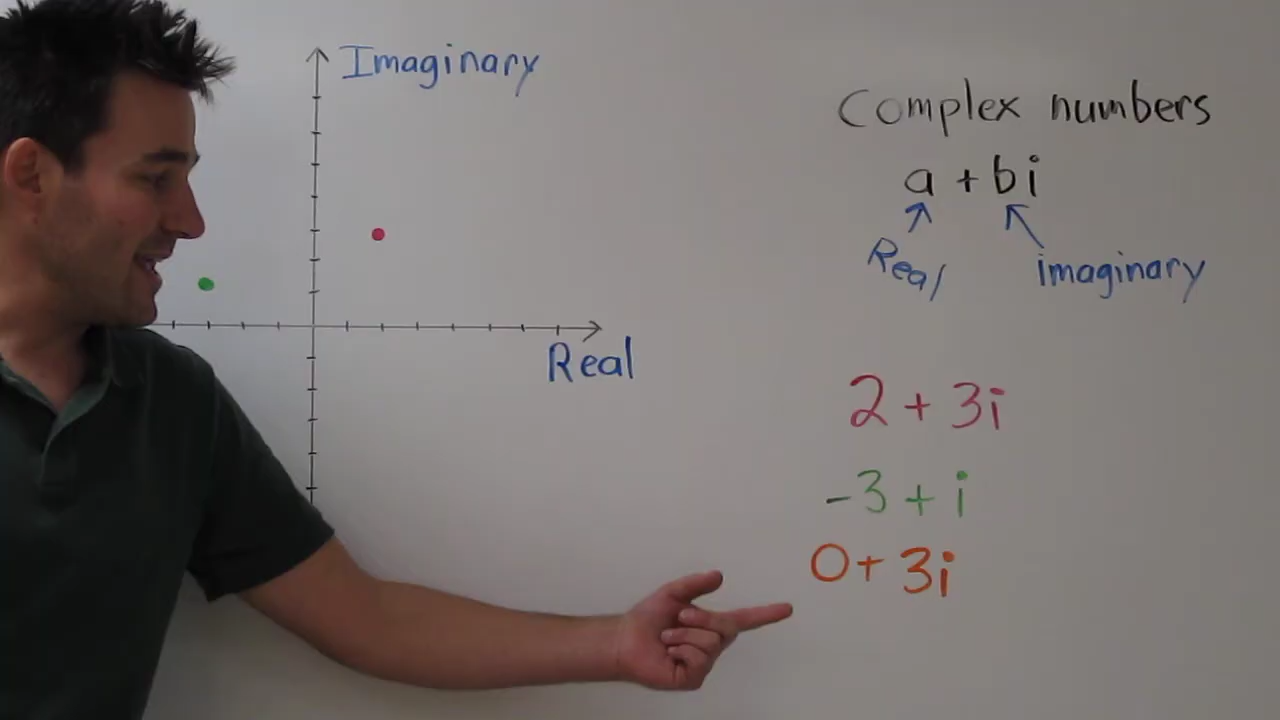 Imaginary
Real
Complex numbers
a + bi
Real
imaginary
2 + 3i
-3 + i
0 + 3i